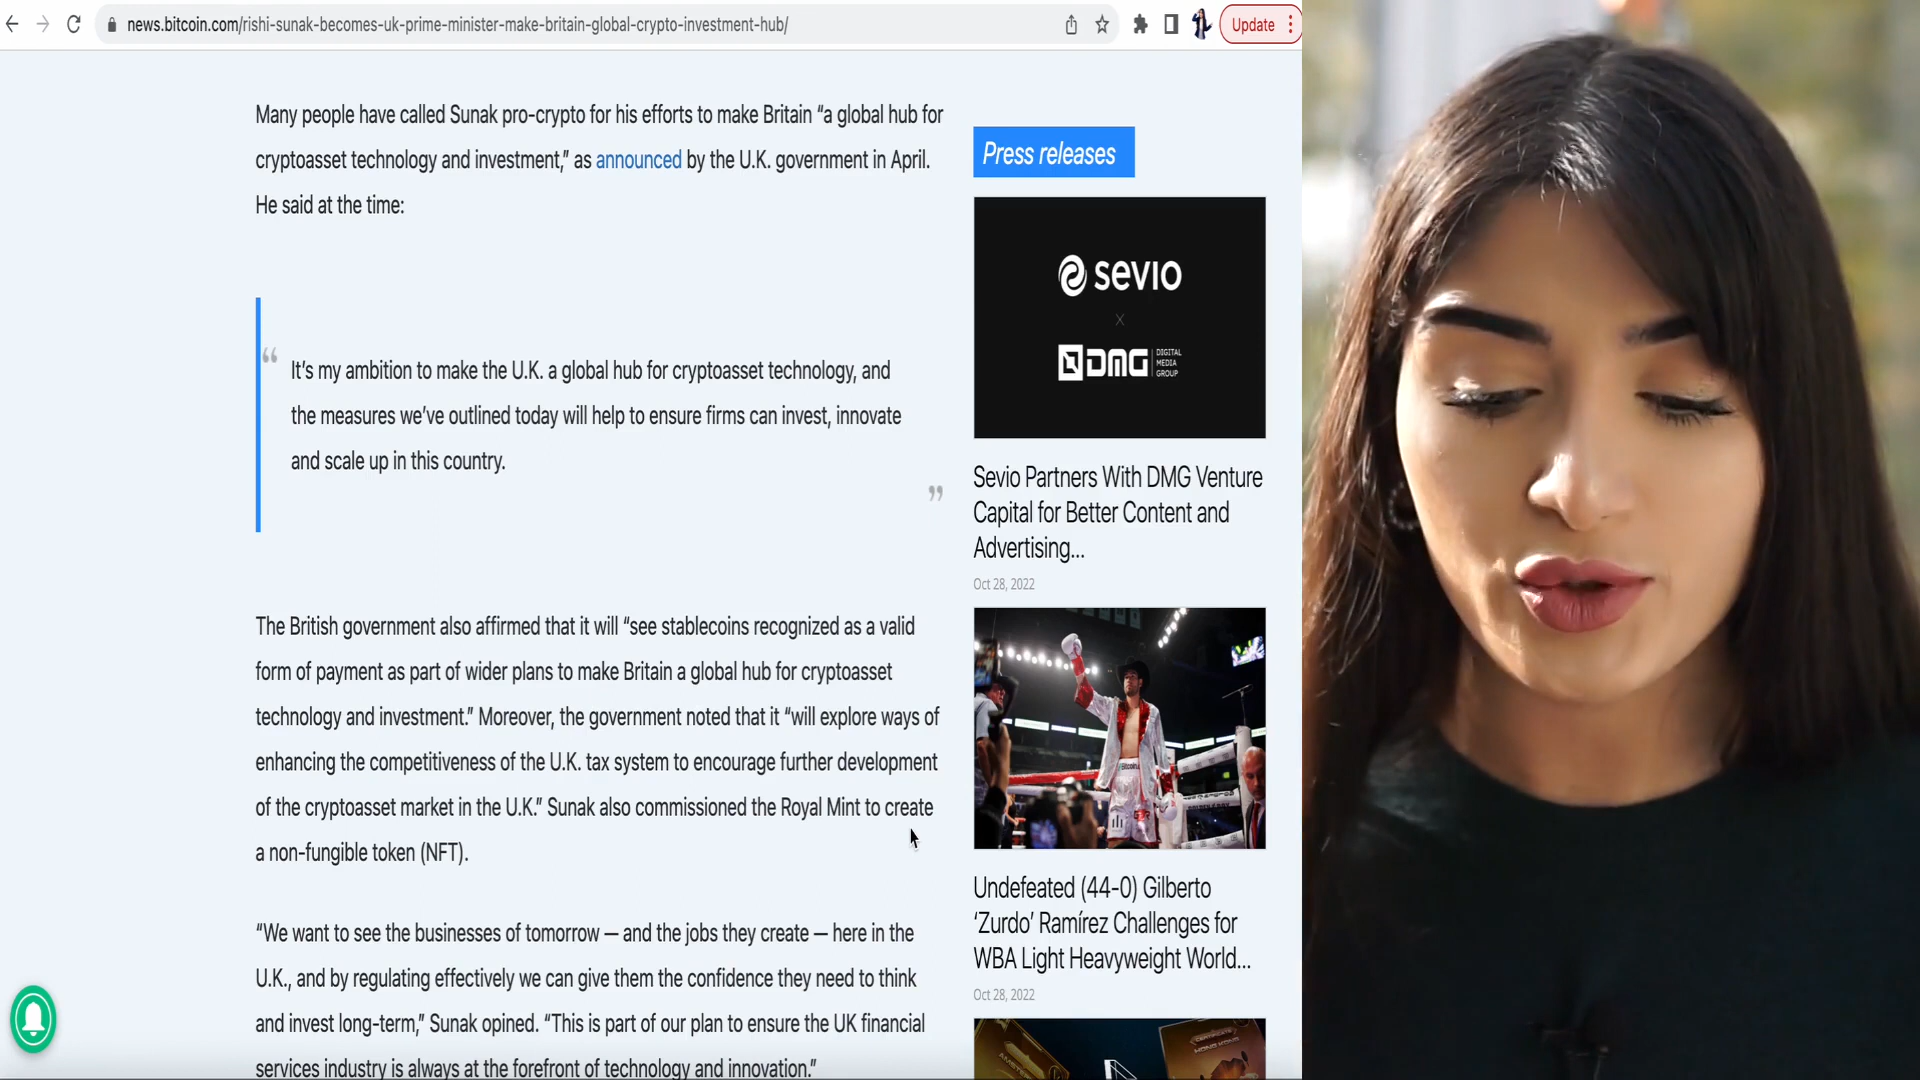 news.bitcoin.com/rishi-sunak-becomes-uk-prime-minister-make-britain-global-crypto-investment-hub/
Update
Many people have called Sunak pro-crypto for his efforts to make Britain “a global hub for
cryptoasset technology and investment,” as announced by the U.K. government in April.
He said at the time:
“
It’s my ambition to make the U.K. a global hub for cryptoasset technology, and
the measures we’ve outlined today will help to ensure firms can invest, innovate
and scale up in this country.
”
The British government also affirmed that it will “see stablecoins recognized as a valid
form of payment as part of wider plans to make Britain a global hub for cryptoasset
technology and investment.” Moreover, the government noted that it “will explore ways of
enhancing the competitiveness of the U.K. tax system to encourage further development
of the cryptoasset market in the U.K.” Sunak also commissioned the Royal Mint to create
a non-fungible token (NFT).
“We want to see the businesses of tomorrow — and the jobs they create — here in the
U.K., and by regulating effectively we can give them the confidence they need to think
and invest long-term,” Sunak opined. “This is part of our plan to ensure the UK financial
services industry is always at the forefront of technology and innovation.”
Press releases
sevio
X
DMG
DIGITAL
MEDIA
GROUP
Sevio Partners With DMG Venture
Capital for Better Content and
Advertising...
Oct 28, 2022
Undefeated (44-0) Gilberto
‘Zurdo’ Ramírez Challenges for
WBA Light Heavyweight World...
Oct 28, 2022